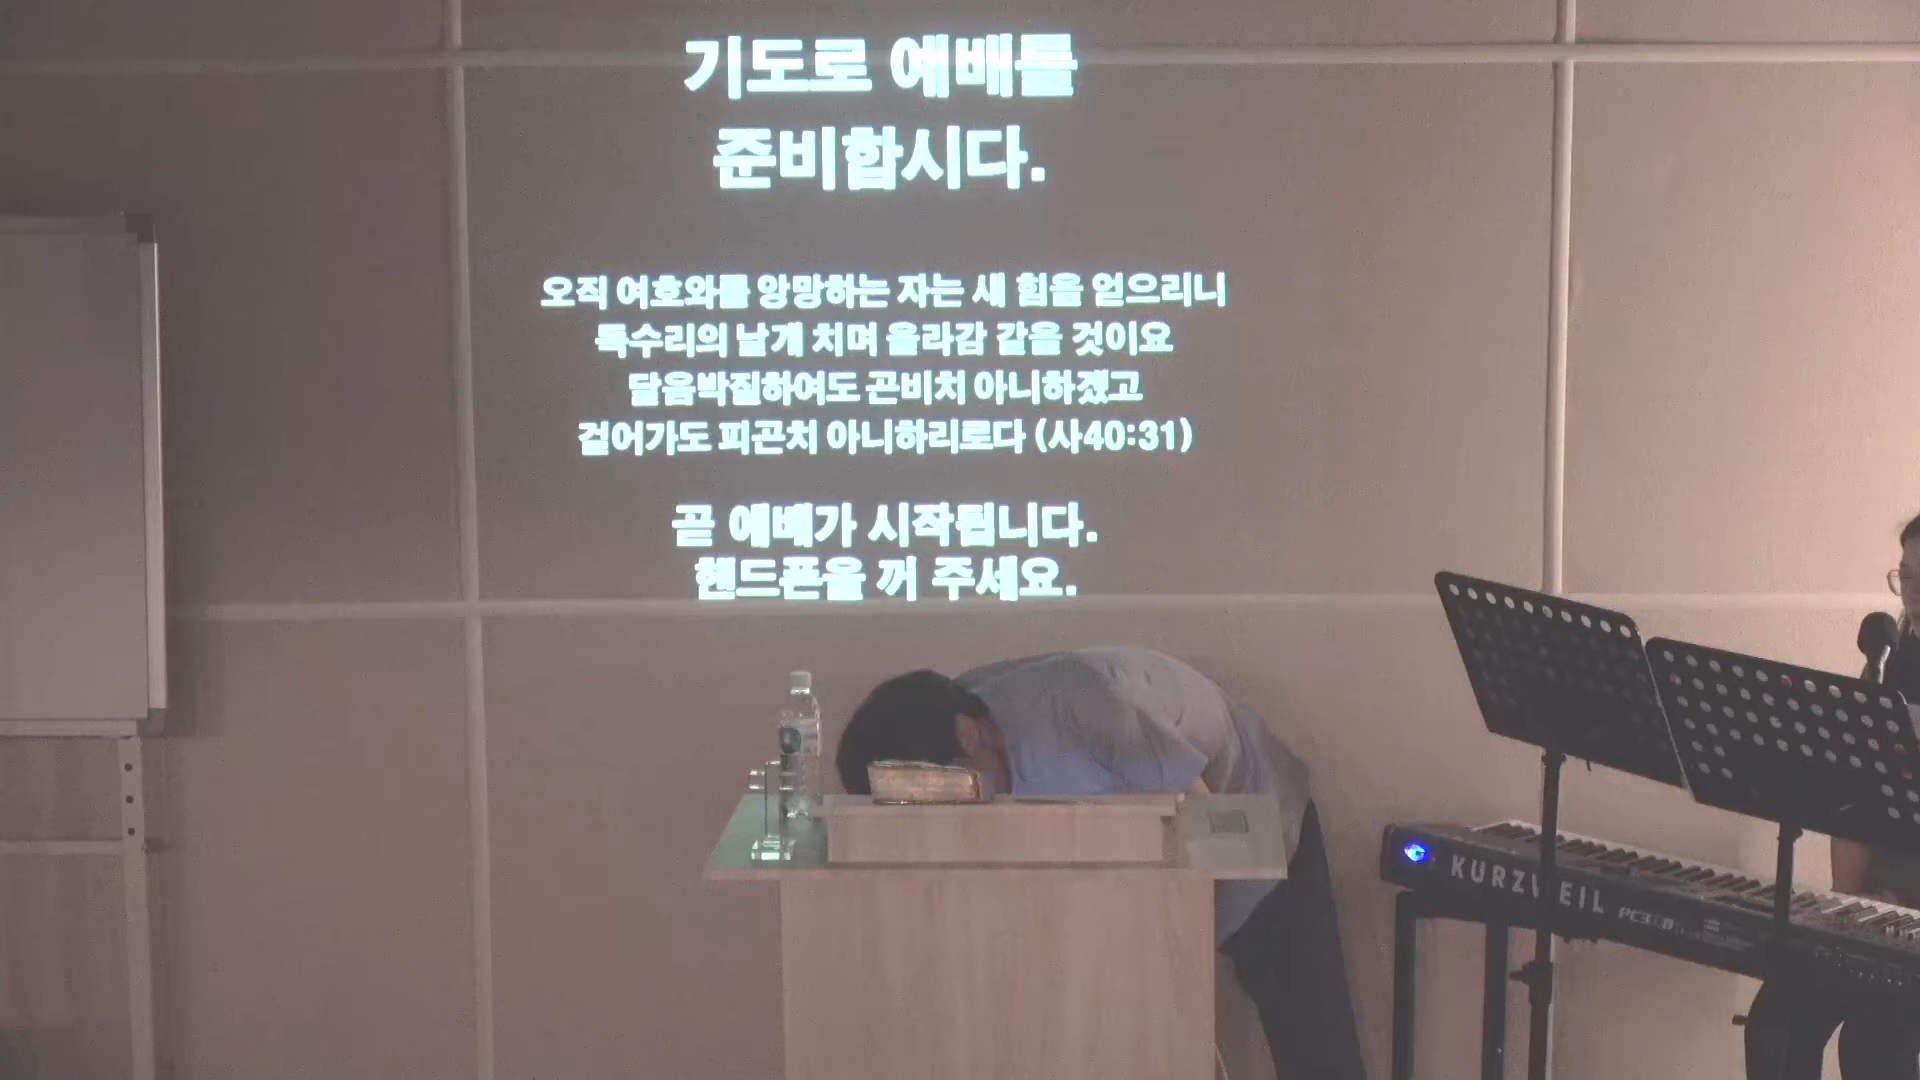 기도로 예배를
준비합시다.
오직 여호와를 앙망하는 자는 새 힘을 얻으리니
독수리의 날개 치며 올라감 같을 것이요
달음박질하여도 곤비치 아니하겠고
걸어가도 피곤치 아니하리로다 (사40:31)
곧 예배가 시작됩니다.
핸드폰을 꺼 주세요.
KURZWEIL